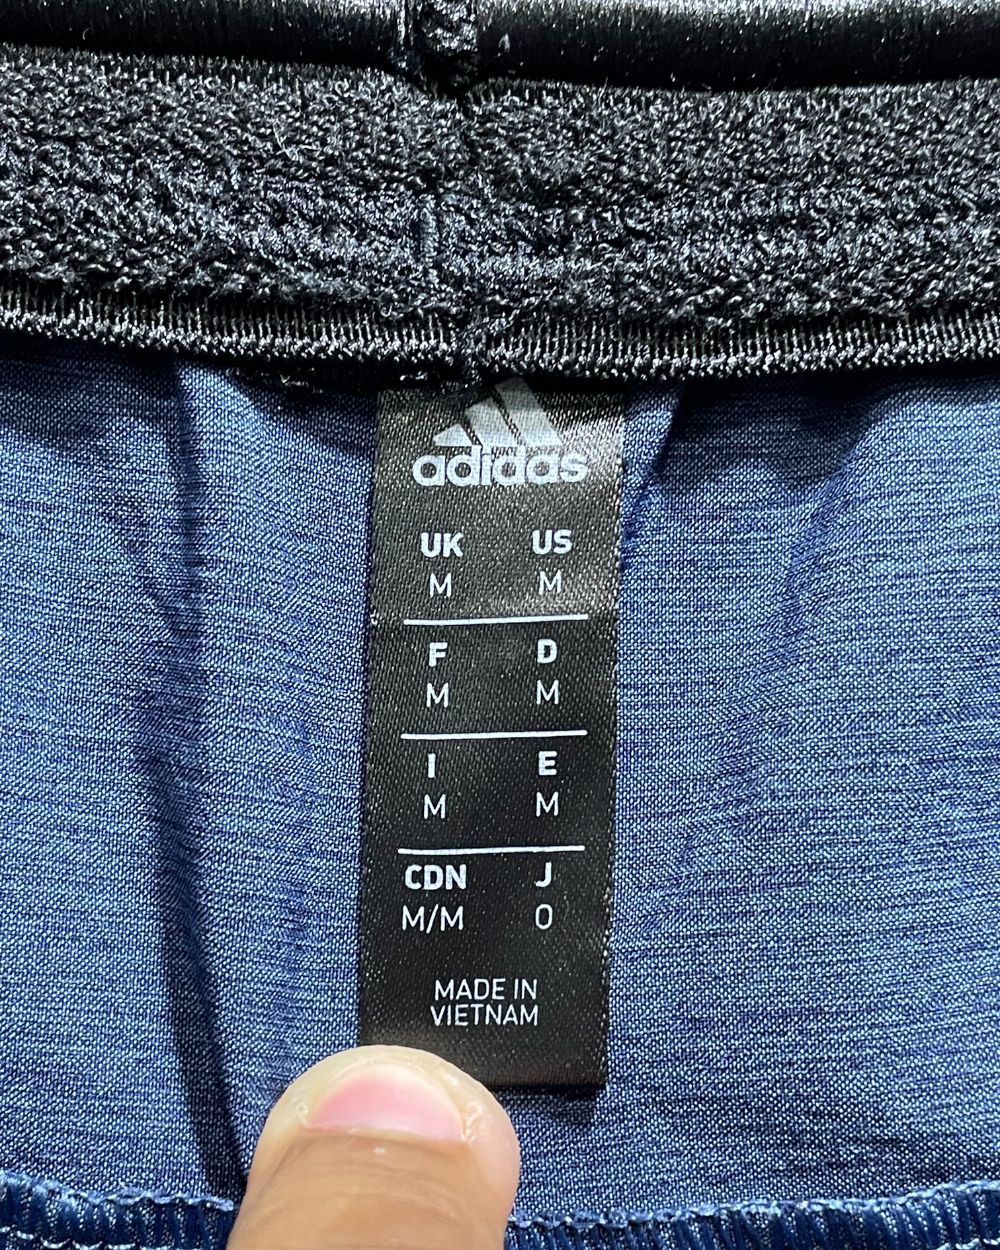 adidas
UK US
M M
F D
M M
I E
M M
CDN J
M/M O
MADE IN
VIETNAM